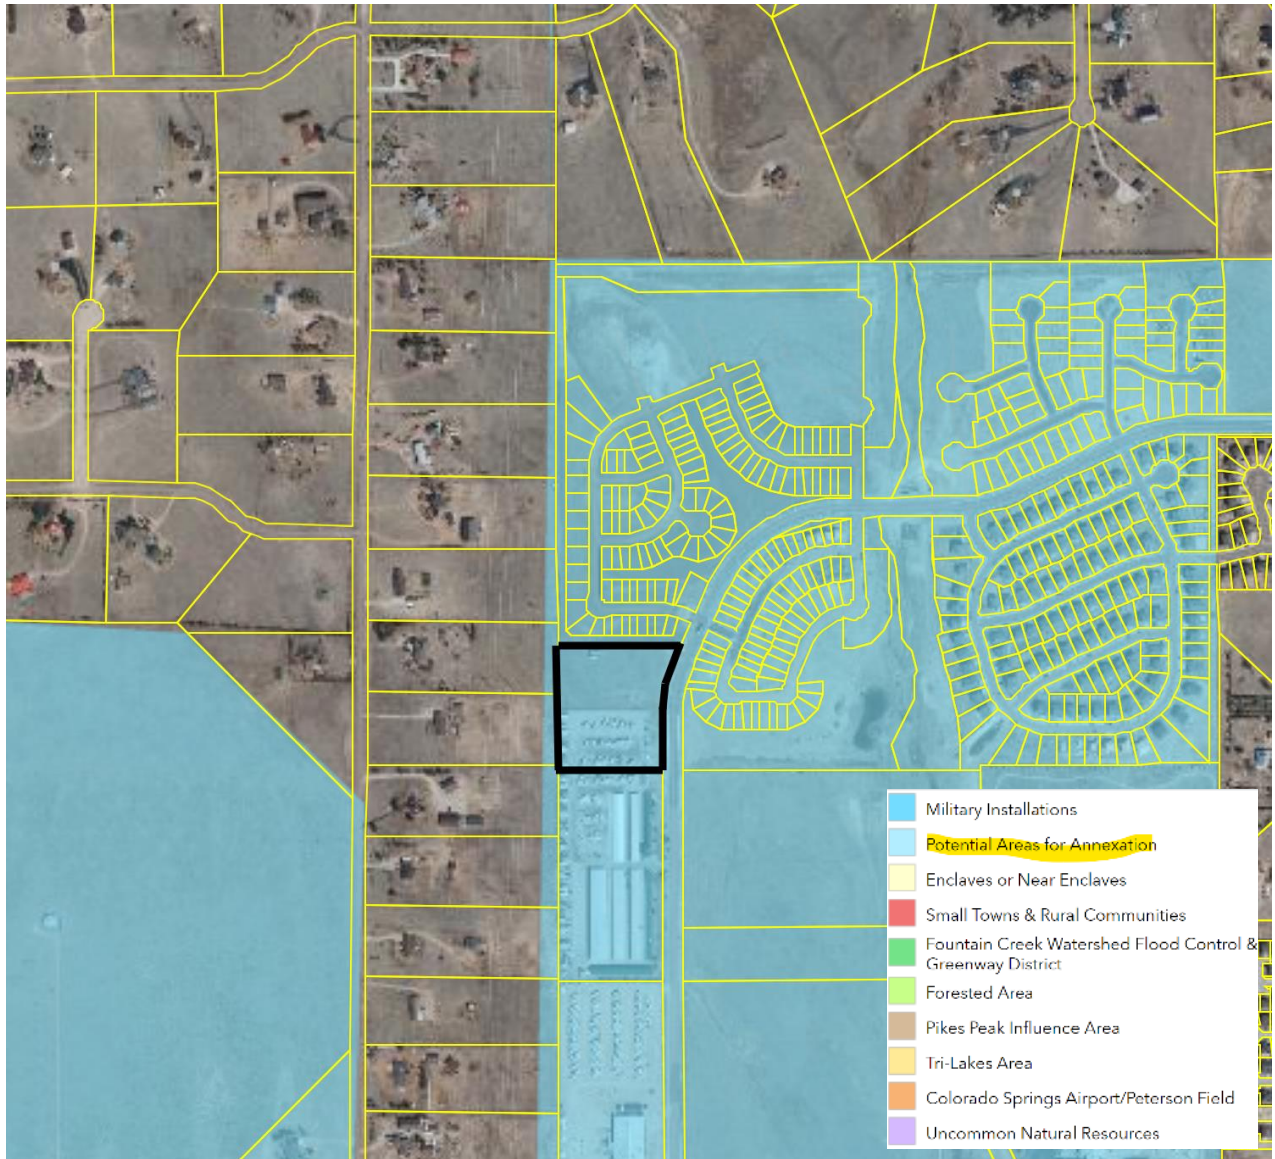 Military Installations
Potential Areas for Annexation
Enclaves or Near Enclaves
Small Towns & Rural Communities
Fountain Creek Watershed Flood Control &
Greenway District
Forested Area
Pikes Peak Influence Area
Tri-Lakes Area
Colorado Springs Airport/Peterson Field
Uncommon Natural Resources